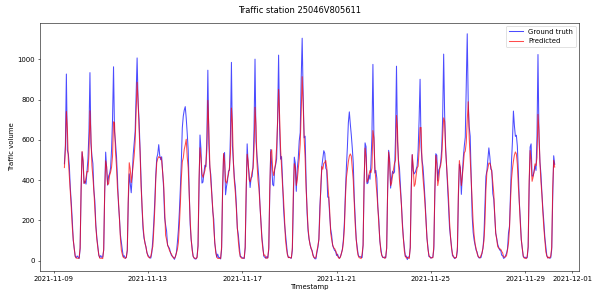 Traffic station 25046V805611
Ground truth
Predicted
1000
800
600
400
200
0
Traffic volume
2021-11-09
2021-11-13
2021-11-17
2021-11-21
2021-11-25
2021-11-29
2021-12-01
Timestamp